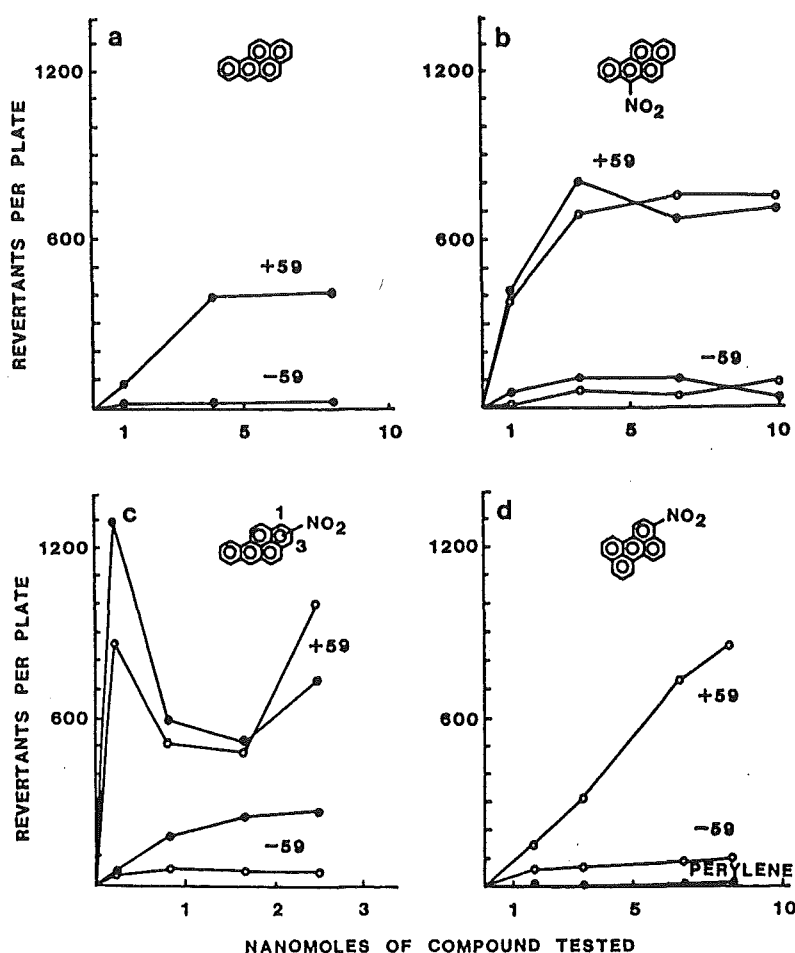 a
1200
600
+59
−59
1 5 10
b
NO2
1200
600
+59
−59
1 5 10
REVERTANTS PER PLATE
c
1
NO2
3
1200
600
+59
−59
1 2 3
d
NO2
1200
600
+59
−59
PERYLENE
1 5 10
REVERTANTS PER PLATE
NANOMOLES OF COMPOUND TESTED